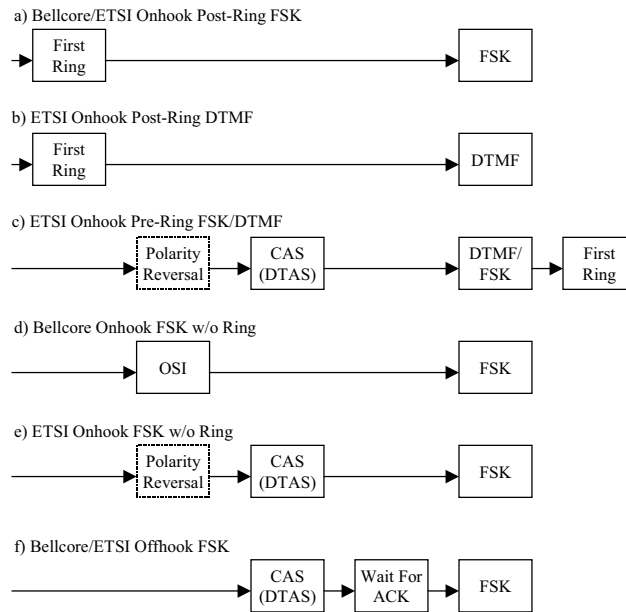 a) Bellcore/ETSI Onhook Post-Ring FSK
First
Ring
FSK
b) ETSI Onhook Post-Ring DTMF
First
Ring
DTMF
c) ETSI Onhook Pre-Ring FSK/DTMF
Polarity
Reversal
CAS
(DTAS)
DTMF/
FSK
First
Ring
d) Bellcore Onhook FSK w/o Ring
OSI
FSK
e) ETSI Onhook FSK w/o Ring
Polarity
Reversal
CAS
(DTAS)
FSK
f) Bellcore/ETSI Offhook FSK
CAS
(DTAS)
Wait For
ACK
FSK